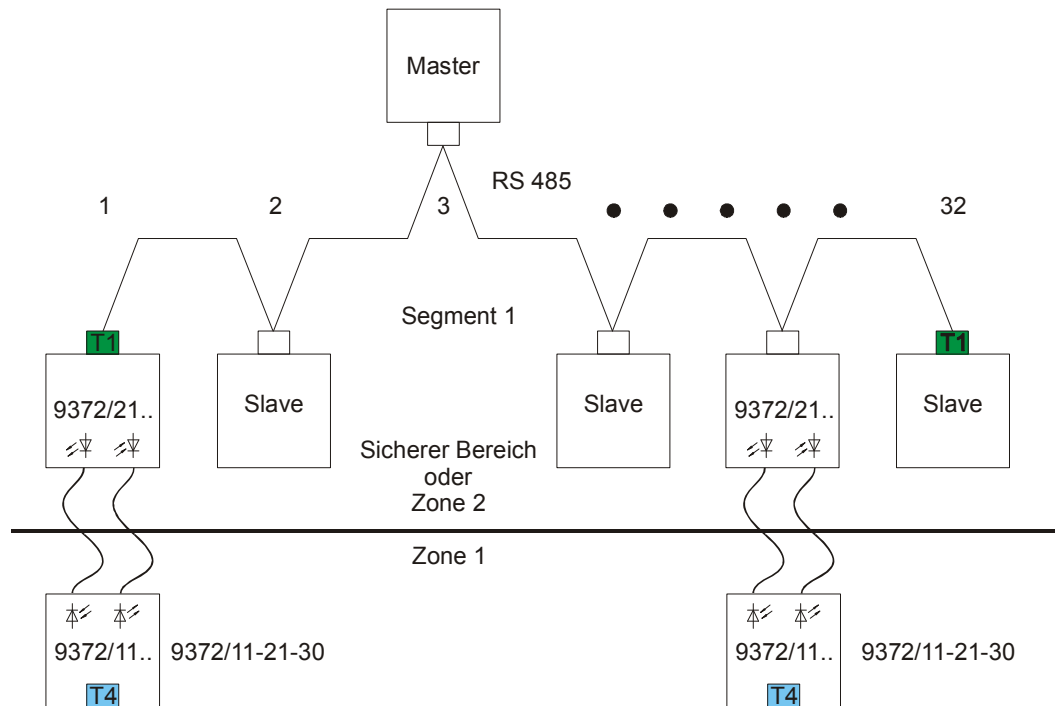 Master
RS 485
1
2
3
32
Segment 1
T1
T1
9372/21..
Slave
Slave
9372/21..
Slave
Sicherer Bereich
oder
Zone 2
Zone 1
9372/11..
9372/11-21-30
9372/11..
9372/11-21-30
T4
T4